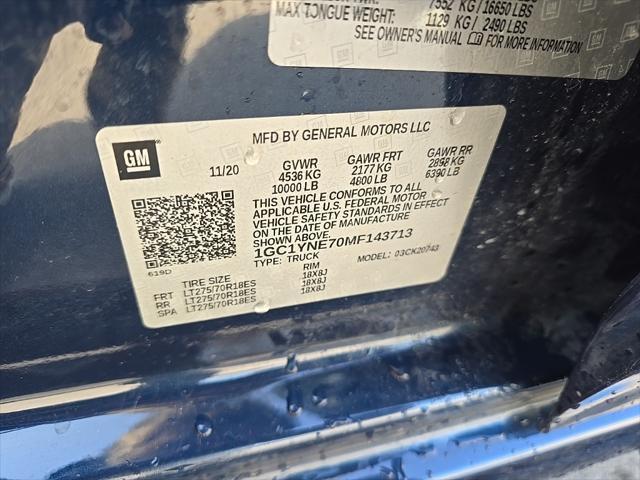 7552 KG/16650 LBS
MAX TONGUE WEIGHT: 1129 KG / 2490 LBS
SEE OWNER'S MANUAL FOR MORE INFORMATION
GM
MFD BY GENERAL MOTORS LLC
11/20 GVWR GAWR FRT GAWR RR
4536 KG 2177 KG 2898 KG
10000 LB 4800 LB 6390 LB
THIS VEHICLE CONFORMS TO ALL
APPLICABLE U.S. FEDERAL MOTOR
VEHICLE SAFETY STANDARDS IN EFFECT
ON THE DATE OF MANUFACTURE
SHOWN ABOVE.
1GC1YNE70MF143713
TYPE: TRUCK MODEL: 03CK20743
619D
TIRE SIZE RIM
FRT LT275/70R18ES 18X8J
RR LT275/70R18ES 18X8J
SPA LT275/70R18ES 18X8J